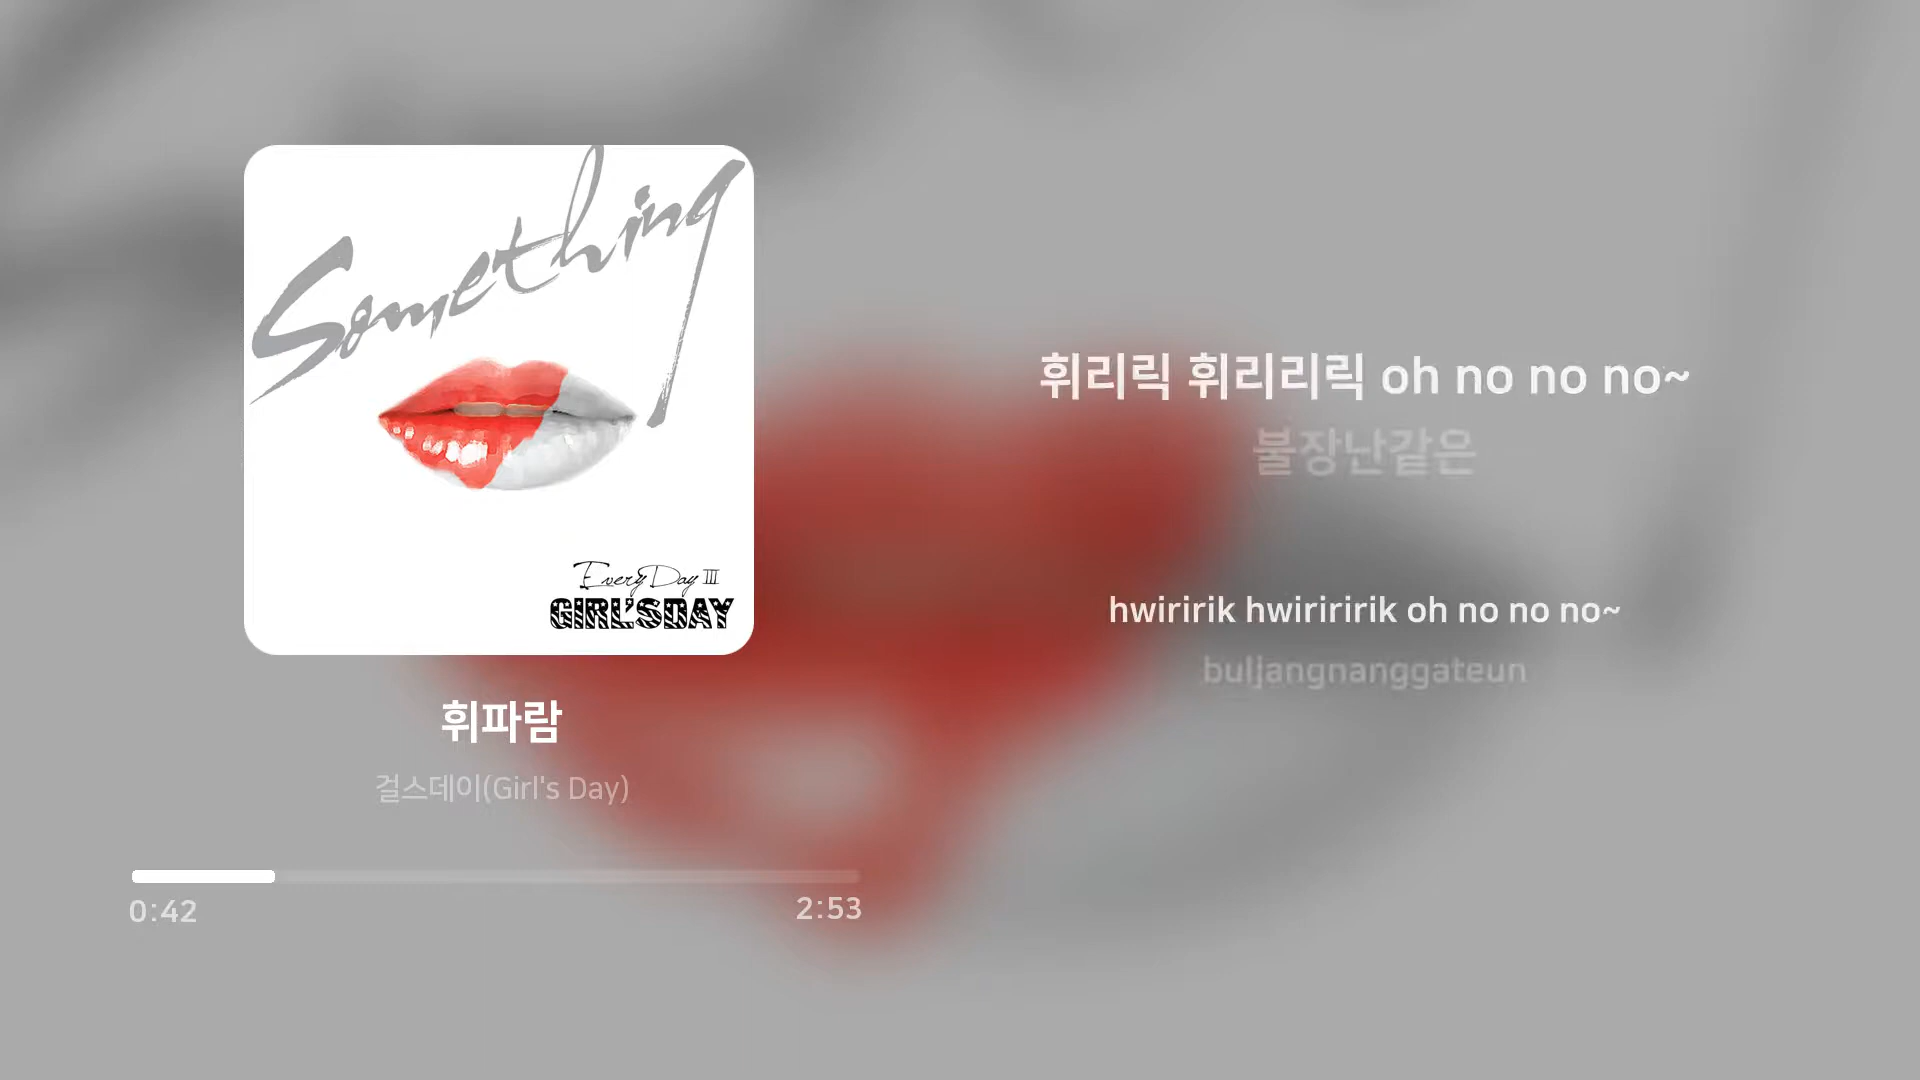 Something
Every Day III
GIRL'SDAY
휘파람
걸스데이(Girl's Day)
0:42
2:53
휘리릭 휘리리릭 oh no no no~
불장난같은
hwiririk hwiriririk oh no no no~
buljangnanggateun